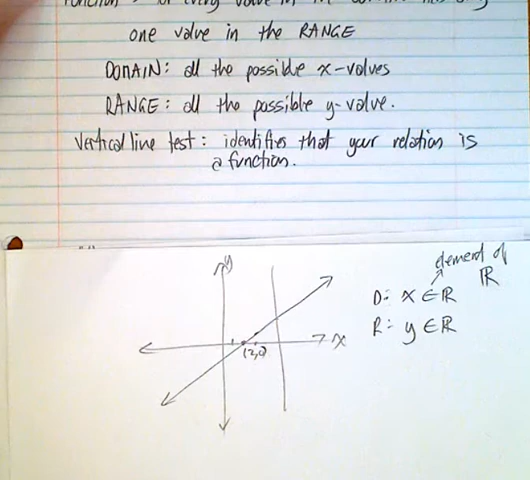 one value in the RANGE
DOMAIN: all the possible x-values
RANGE: all the possible y-value.
Vertical line test: identifies that your relation is
a function.
y
x
(2,0)
element of
ℝ
D: x ∈ ℝ
R: y ∈ ℝ